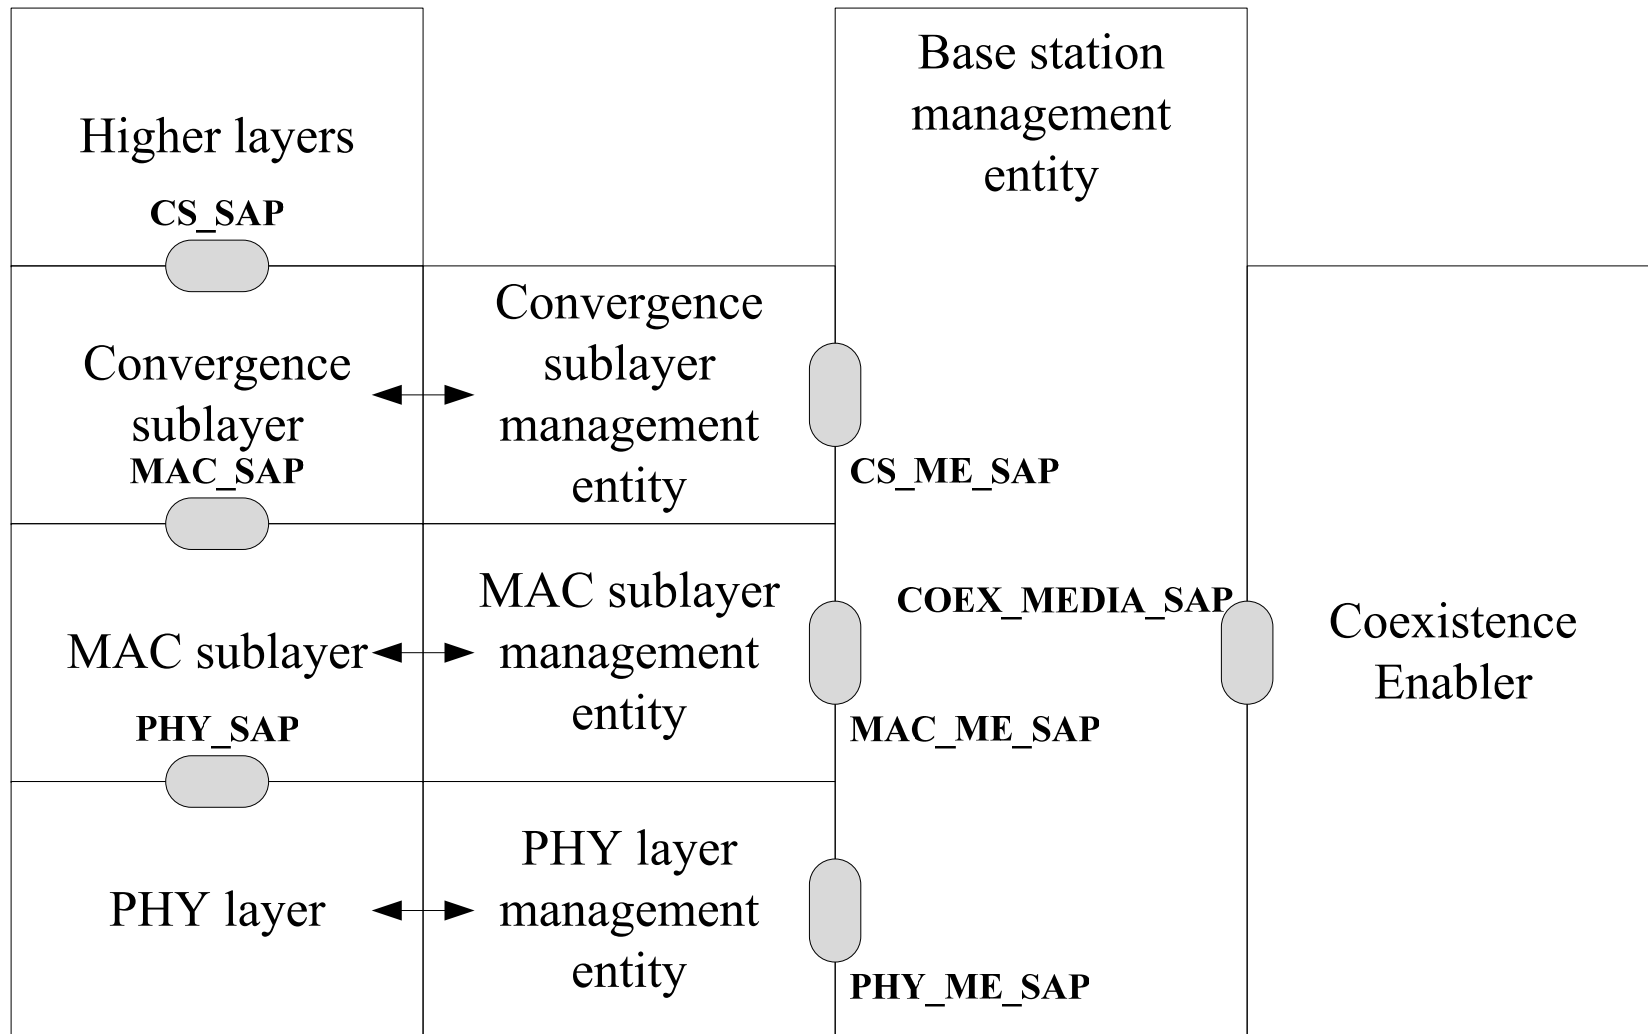 Higher layers
CS_SAP
Convergence
sublayer
MAC_SAP
MAC sublayer
PHY_SAP
PHY layer
Convergence
sublayer
management
entity
MAC sublayer
management
entity
PHY layer
management
entity
Base station
management
entity
CS_ME_SAP
COEX_MEDIA_SAP
MAC_ME_SAP
PHY_ME_SAP
Coexistence
Enabler